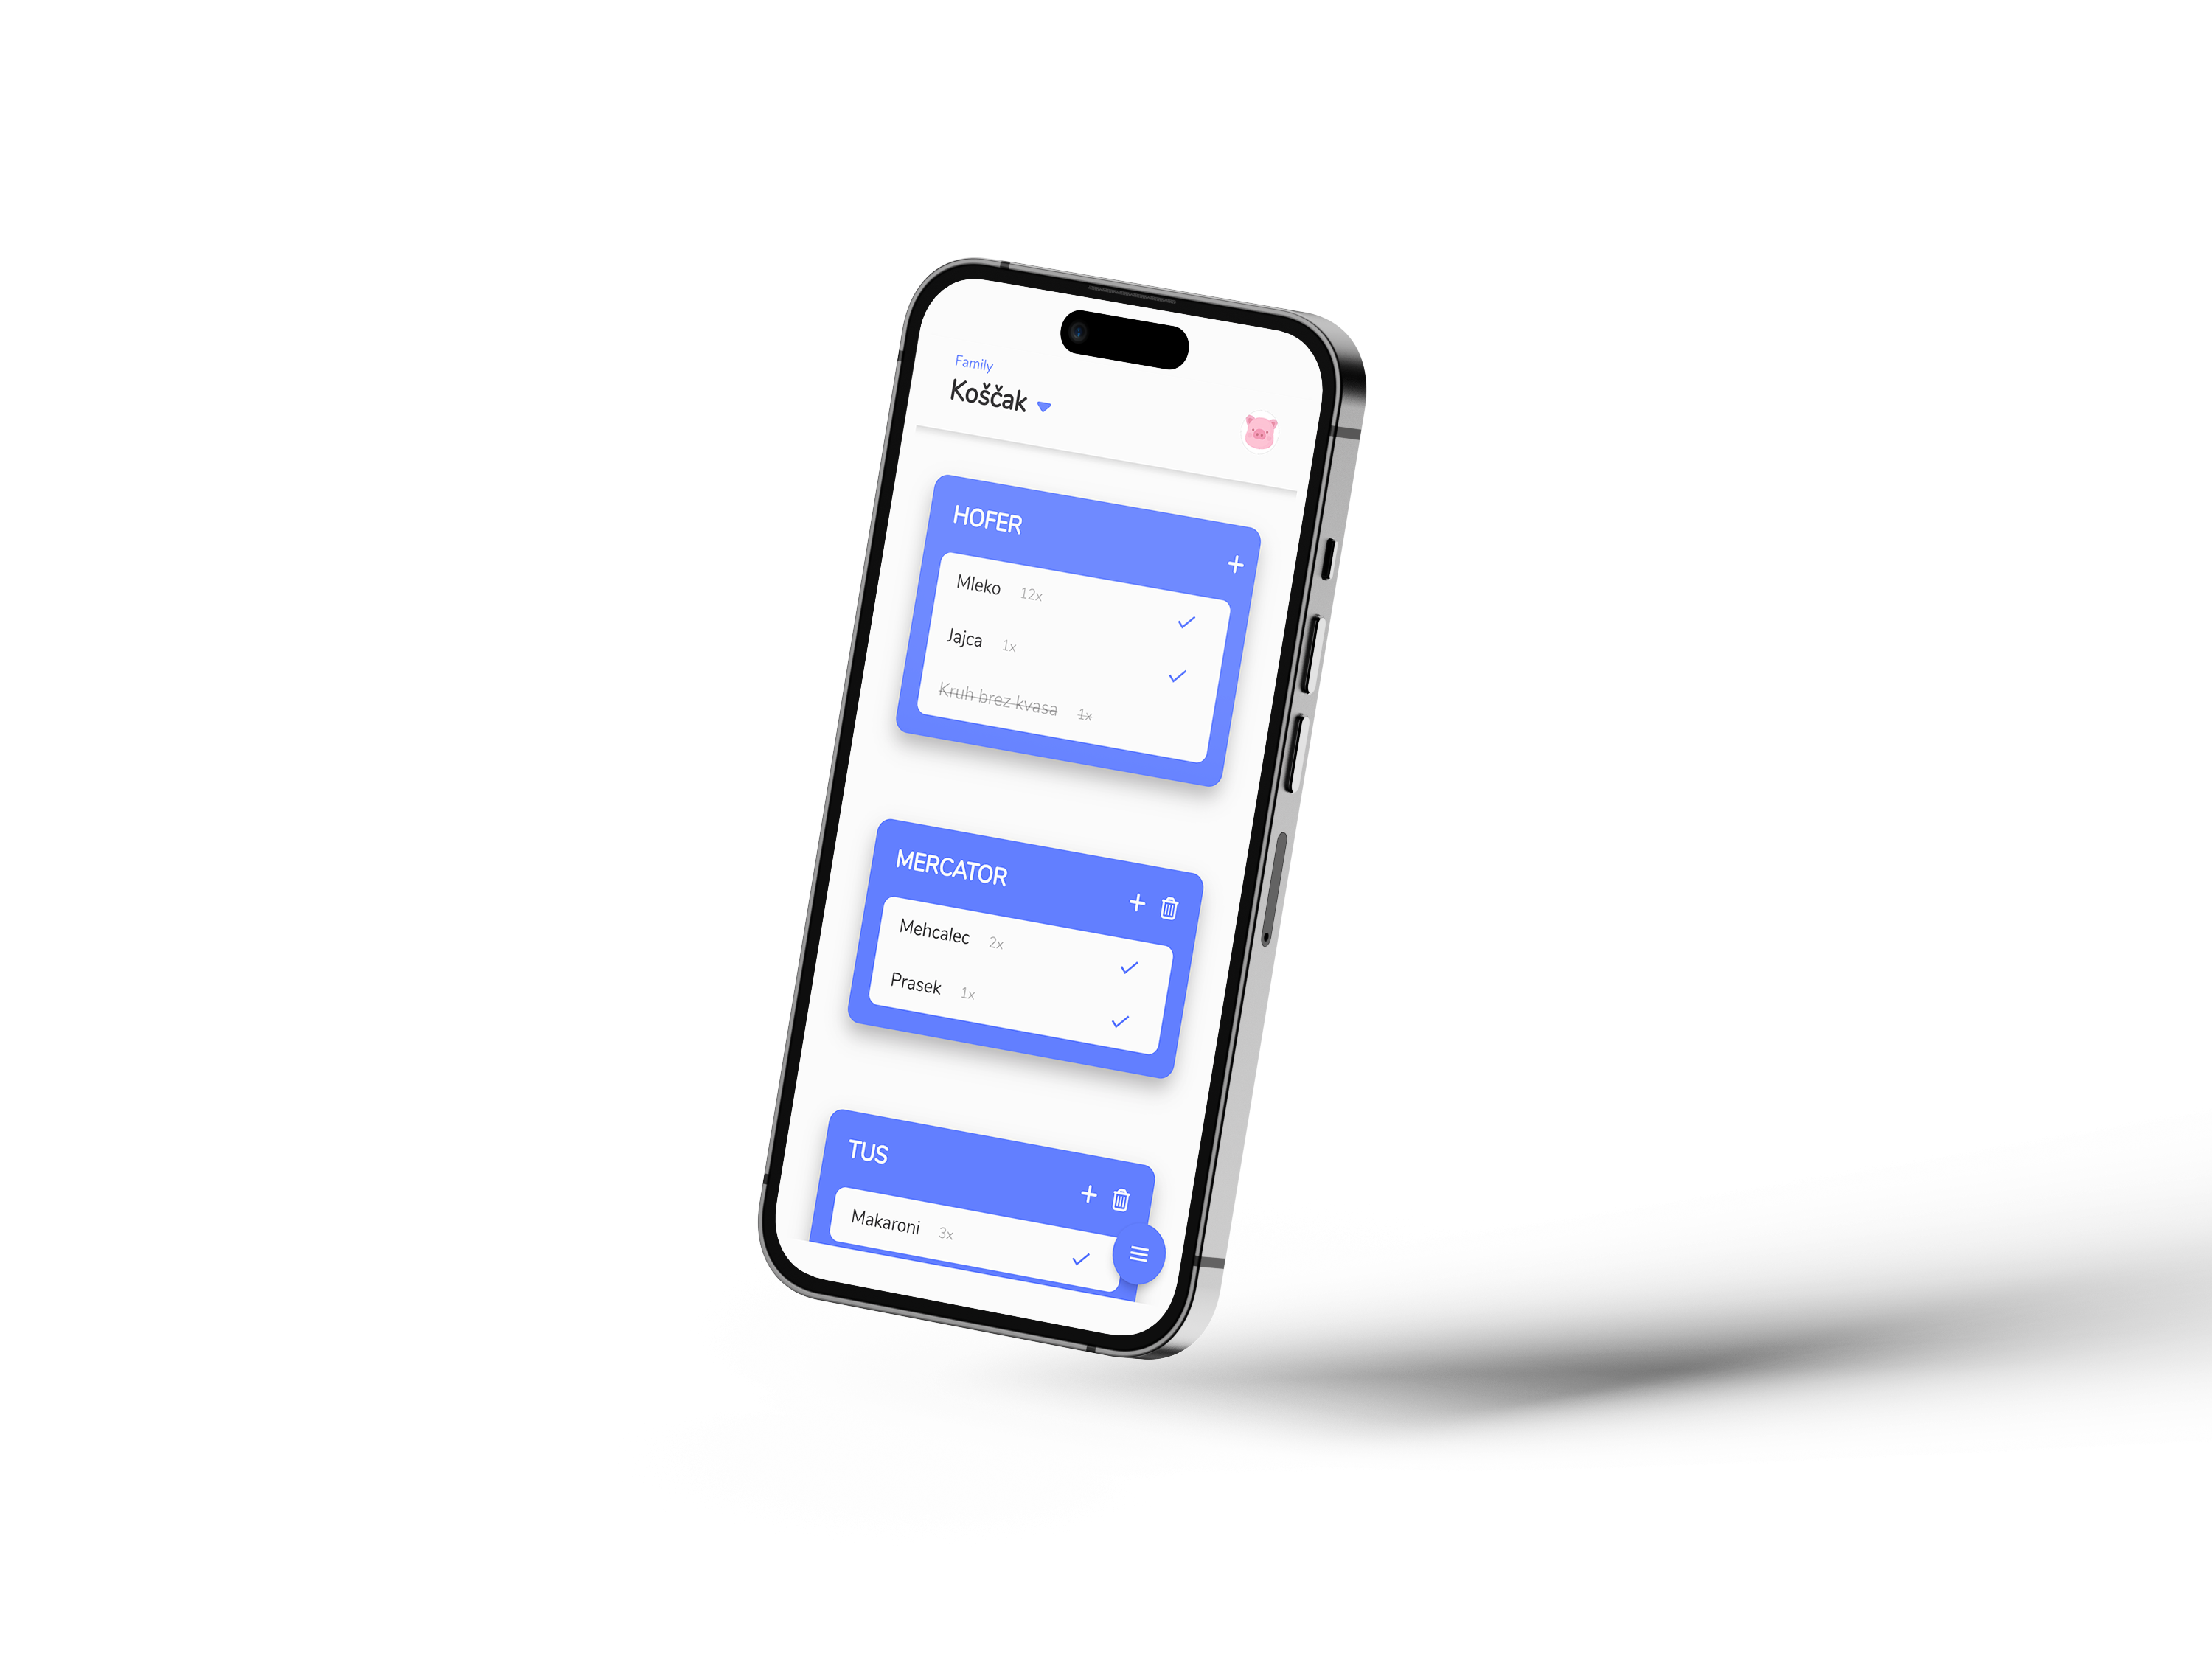 Family
Koščak
HOFER
Mleko 12x
Jajca 1x
Kruh brez kvasa 1x
MERCATOR
Mehcalec 2x
Prasek 1x
TUS
Makaroni 3x